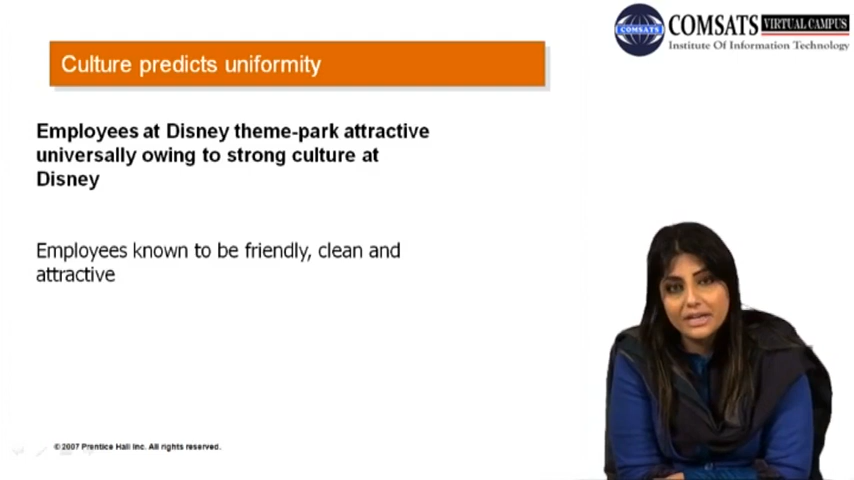 COMSATS
COMSATS VIRTUAL CAMPUS
Institute Of Information Technology
Culture predicts uniformity
Employees at Disney theme-park attractive
universally owing to strong culture at
Disney
Employees known to be friendly, clean and
attractive
© 2007 Prentice Hall Inc. All rights reserved.